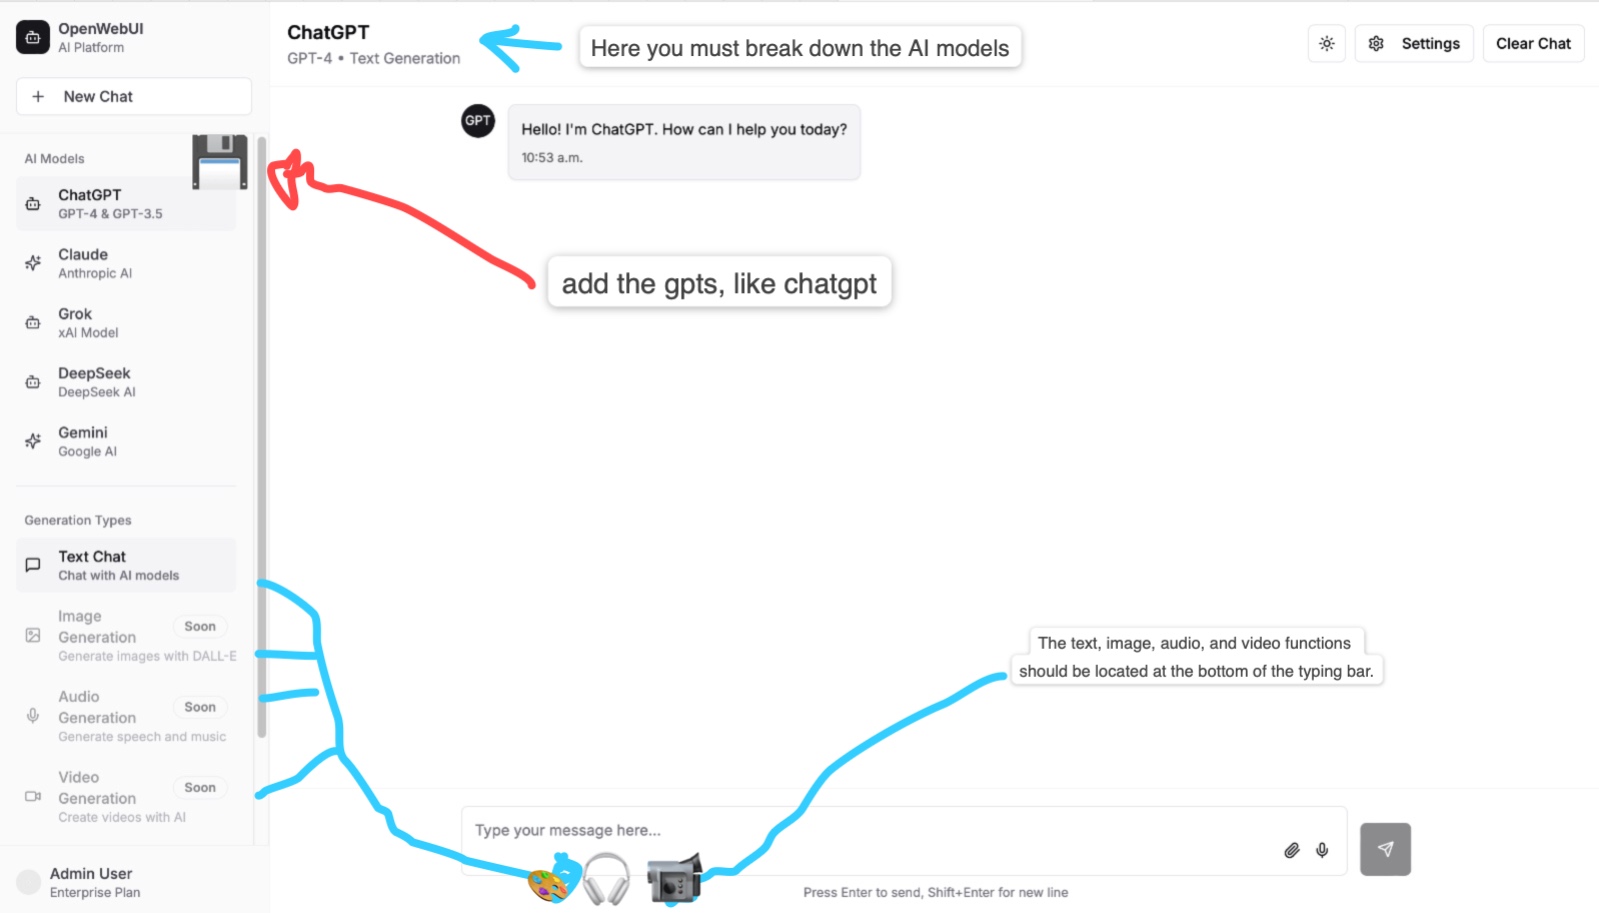 OpenWebUI
AI Platform
New Chat
AI Models
ChatGPT
GPT-4 & GPT-3.5
Claude
Anthropic AI
Grok
xAI Model
DeepSeek
DeepSeek AI
Gemini
Google AI
Generation Types
Text Chat
Chat with AI models
Image
Generation
Soon
Generate images with DALL-E
Audio
Generation
Soon
Generate speech and music
Video
Generation
Soon
Create videos with AI
Admin User
Enterprise Plan
ChatGPT
GPT-4 • Text Generation
Here you must break down the AI models
Settings
Clear Chat
GPT
Hello! I'm ChatGPT. How can I help you today?
10:53 a.m.
add the gpts, like chatgpt
The text, image, audio, and video functions
should be located at the bottom of the typing bar.
Type your message here...
Press Enter to send, Shift+Enter for new line